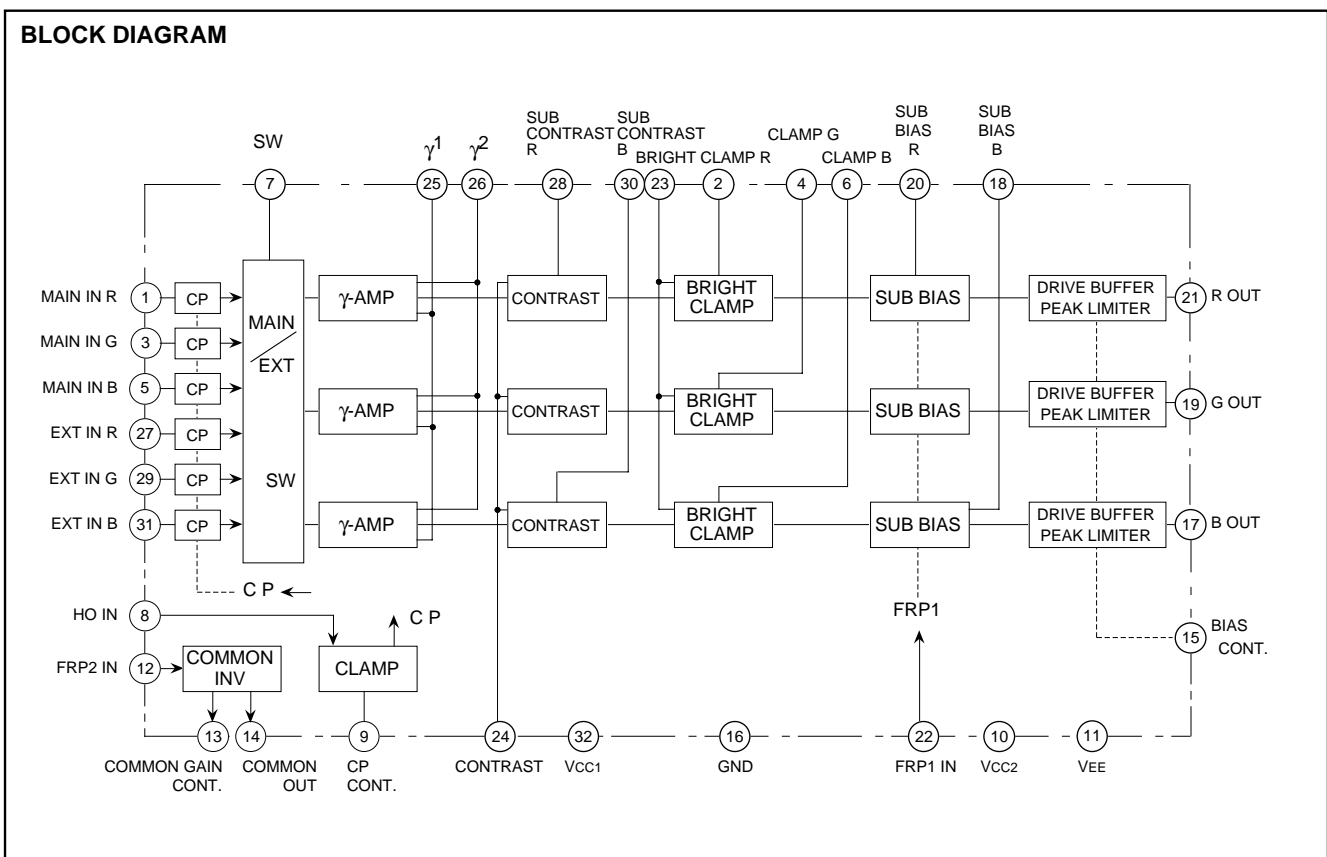 BLOCK DIAGRAM
SW
γ1
γ2
SUB
CONTRAST
R
SUB
CONTRAST
B
BRIGHT
CLAMP R
CLAMP G
CLAMP B
SUB
BIAS
R
SUB
BIAS
B
7
25
26
28
30
23
2
4
6
20
18
MAIN IN R
1
CP
MAIN IN G
3
CP
MAIN IN B
5
CP
EXT IN R
27
CP
EXT IN G
29
CP
EXT IN B
31
CP
MAIN
EXT
SW
γ-AMP
CONTRAST
BRIGHT
CLAMP
SUB BIAS
DRIVE BUFFER
PEAK LIMITER
21
R OUT
γ-AMP
CONTRAST
BRIGHT
CLAMP
SUB BIAS
DRIVE BUFFER
PEAK LIMITER
19
G OUT
γ-AMP
CONTRAST
BRIGHT
CLAMP
SUB BIAS
DRIVE BUFFER
PEAK LIMITER
17
B OUT
C P
HO IN
8
C P
FRP1
15
BIAS
CONT.
FRP2 IN
12
COMMON
INV
CLAMP
13
14
9
24
32
16
22
10
11
COMMON GAIN
CONT.
COMMON
OUT
CP
CONT.
CONTRAST
VCC1
GND
FRP1 IN
VCC2
VEE